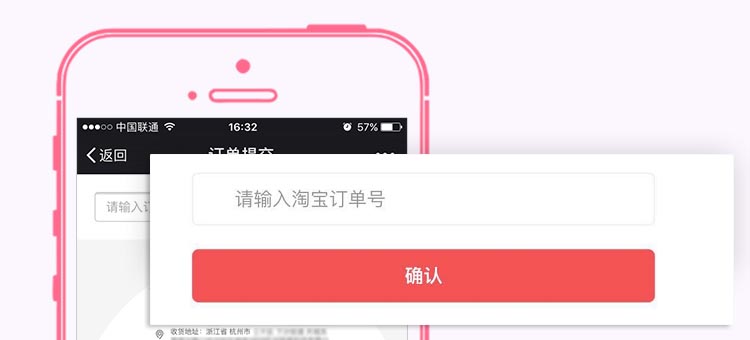 中国联通
16:32
57%
返回
订单提交
请输入订
请输入淘宝订单号
确认
收货地址：浙江省 杭州市